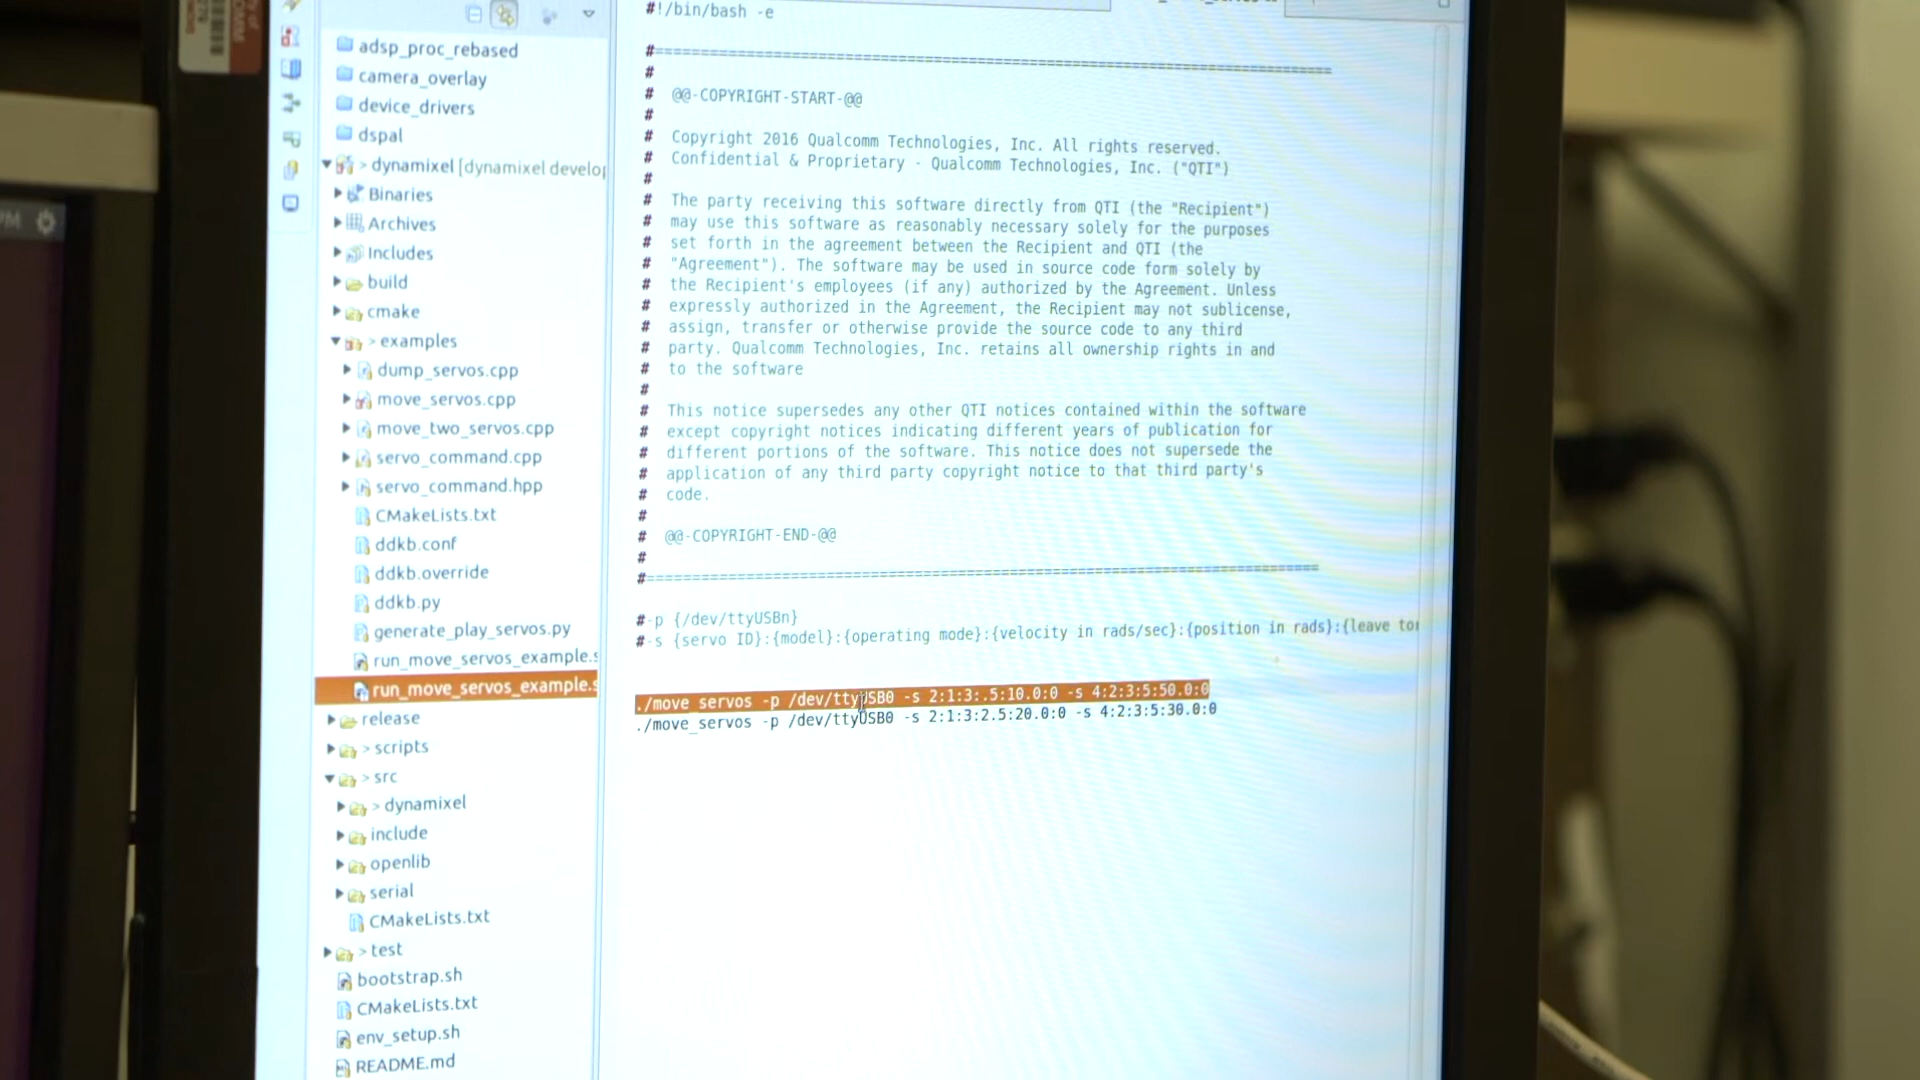 adsp_proc_rebased
camera_overlay
device_drivers
dspal
> dynamixel [dynamixel develo
Binaries
Archives
Includes
build
cmake
> examples
dump_servos.cpp
move_servos.cpp
move_two_servos.cpp
servo_command.cpp
servo_command.hpp
CMakeLists.txt
ddkb.conf
ddkb.override
ddkb.py
generate_play_servos.py
run_move_servos_example.s
run_move_servos_example.s
release
> scripts
> src
> dynamixel
include
openlib
serial
CMakeLists.txt
> test
bootstrap.sh
CMakeLists.txt
env_setup.sh
README.md
#!/bin/bash -e
#
# @@-COPYRIGHT-START-@@
#
# Copyright 2016 Qualcomm Technologies, Inc. All rights reserved.
# Confidential & Proprietary - Qualcomm Technologies, Inc. ("QTI")
#
# The party receiving this software directly from QTI (the "Recipient")
# may use this software as reasonably necessary solely for the purposes
# set forth in the agreement between the Recipient and QTI (the
# "Agreement"). The software may be used in source code form solely by
# the Recipient's employees (if any) authorized by the Agreement. Unless
# expressly authorized in the Agreement, the Recipient may not sublicense,
# assign, transfer or otherwise provide the source code to any third
# party. Qualcomm Technologies, Inc. retains all ownership rights in and
# to the software
#
# This notice supersedes any other QTI notices contained within the software
# except copyright notices indicating different years of publication for
# different portions of the software. This notice does not supersede the
# application of any third party copyright notice to that third party's
# code.
#
# @@-COPYRIGHT-END-@@
#
#-p {/dev/ttyUSBn}
#-s {servo ID}:{model}:{operating mode}:{velocity in rads/sec}:{position in rads}:{leave tor
./move_servos -p /dev/ttyUSB0 -s 2:1:3:.5:10.0:0 -s 4:2:3:5:50.0:0
./move_servos -p /dev/ttyUSB0 -s 2:1:3:2.5:20.0:0 -s 4:2:3:5:30.0:0